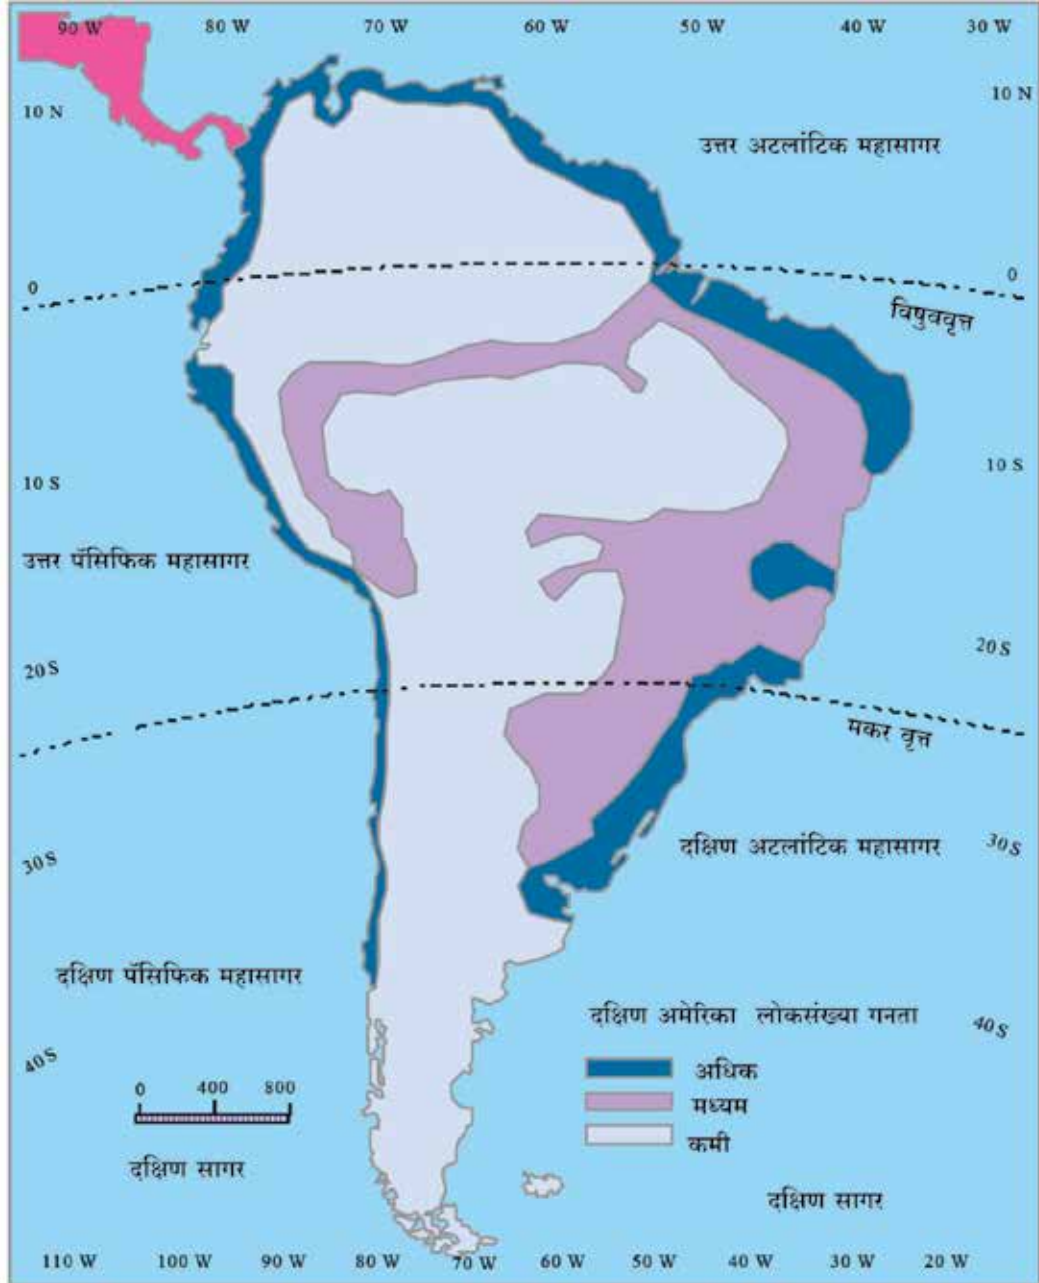 90 W 80 W 70 W 60 W 50 W 40 W 30 W
10 N 10 N
उत्तर अटलांटिक महासागर
0 0
विषुववृत्त
10 S 10 S
उत्तर पॅसिफिक महासागर
20 S 20 S
मकर वृत्त
30 S 30 S
दक्षिण अटलांटिक महासागर
दक्षिण पॅसिफिक महासागर
दक्षिण अमेरिका लोकसंख्या गनता
40 S 40 S
अधिक
0 400 800
मध्यम
कमी
दक्षिण सागर
दक्षिण सागर
110 W 100 W 90 W 80 W 70 W 60 W 50 W 40 W 30 W 20 W